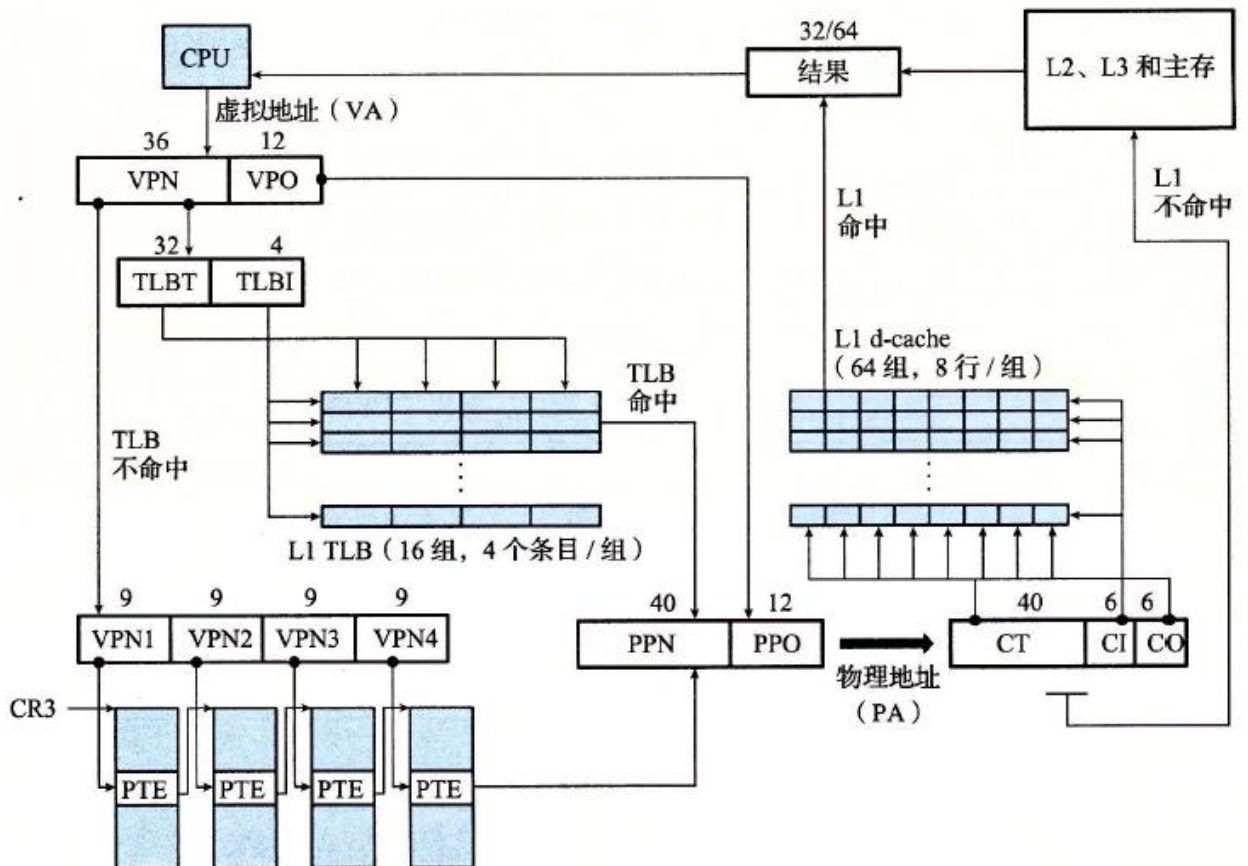 CPU
虚拟地址（VA）
32/64
结果
L2、L3 和主存
36
12
VPN
VPO
32
4
TLBT
TLBI
L1
命中
L1
不命中
L1 d-cache
（64 组，8 行 / 组）
TLB
命中
TLB
不命中
L1 TLB（16 组，4 个条目 / 组）
9
9
9
9
VPN1
VPN2
VPN3
VPN4
40
12
PPN
PPO
物理地址
（PA）
40
6
6
CT
CI
CO
CR3
PTE
PTE
PTE
PTE